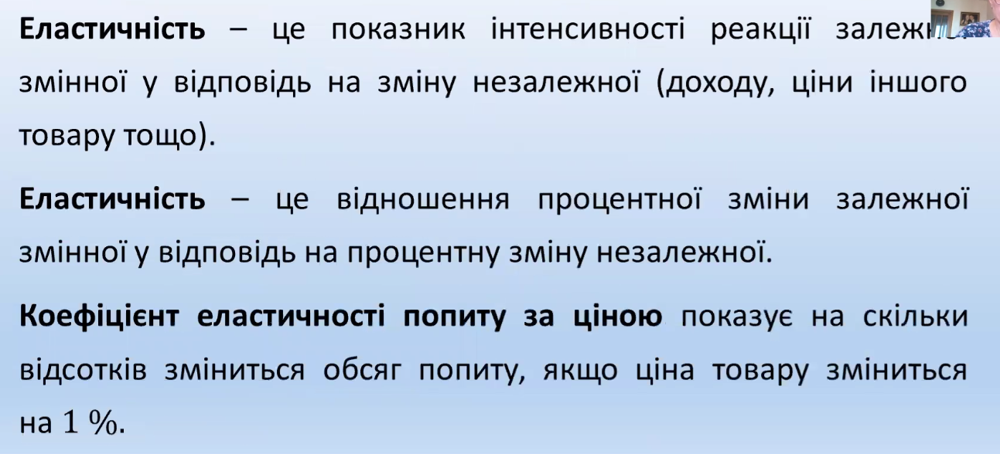 Еластичність – це показник інтенсивності реакції
змінної у відповідь на зміну незалежної (доходу, ціни іншого
товару тощо).
Еластичність – це відношення процентної зміни залежної
змінної у відповідь на процентну зміну незалежної.
Коефіцієнт еластичності попиту за ціною показує на скільки
відсотків зміниться обсяг попиту, якщо ціна товару зміниться
на 1 %.